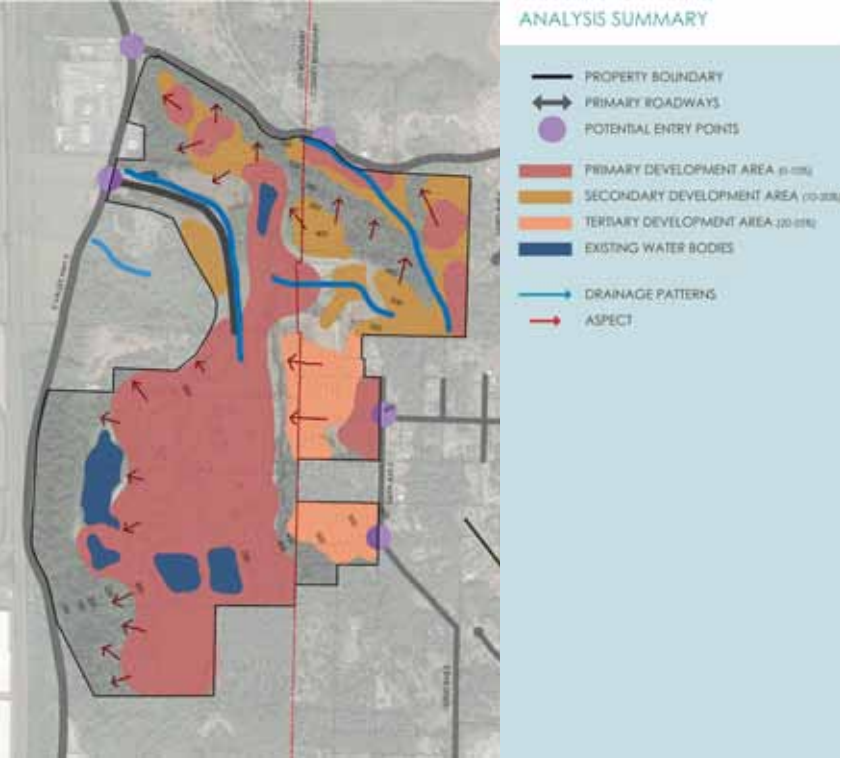 ANALYSIS SUMMARY
PROPERTY BOUNDARY
PRIMARY ROADWAYS
POTENTIAL ENTRY POINTS
PRIMARY DEVELOPMENT AREA (0-10%)
SECONDARY DEVELOPMENT AREA (10-20%)
TERTIARY DEVELOPMENT AREA (20-25%)
EXISTING WATER BODIES
DRAINAGE PATTERNS
ASPECT